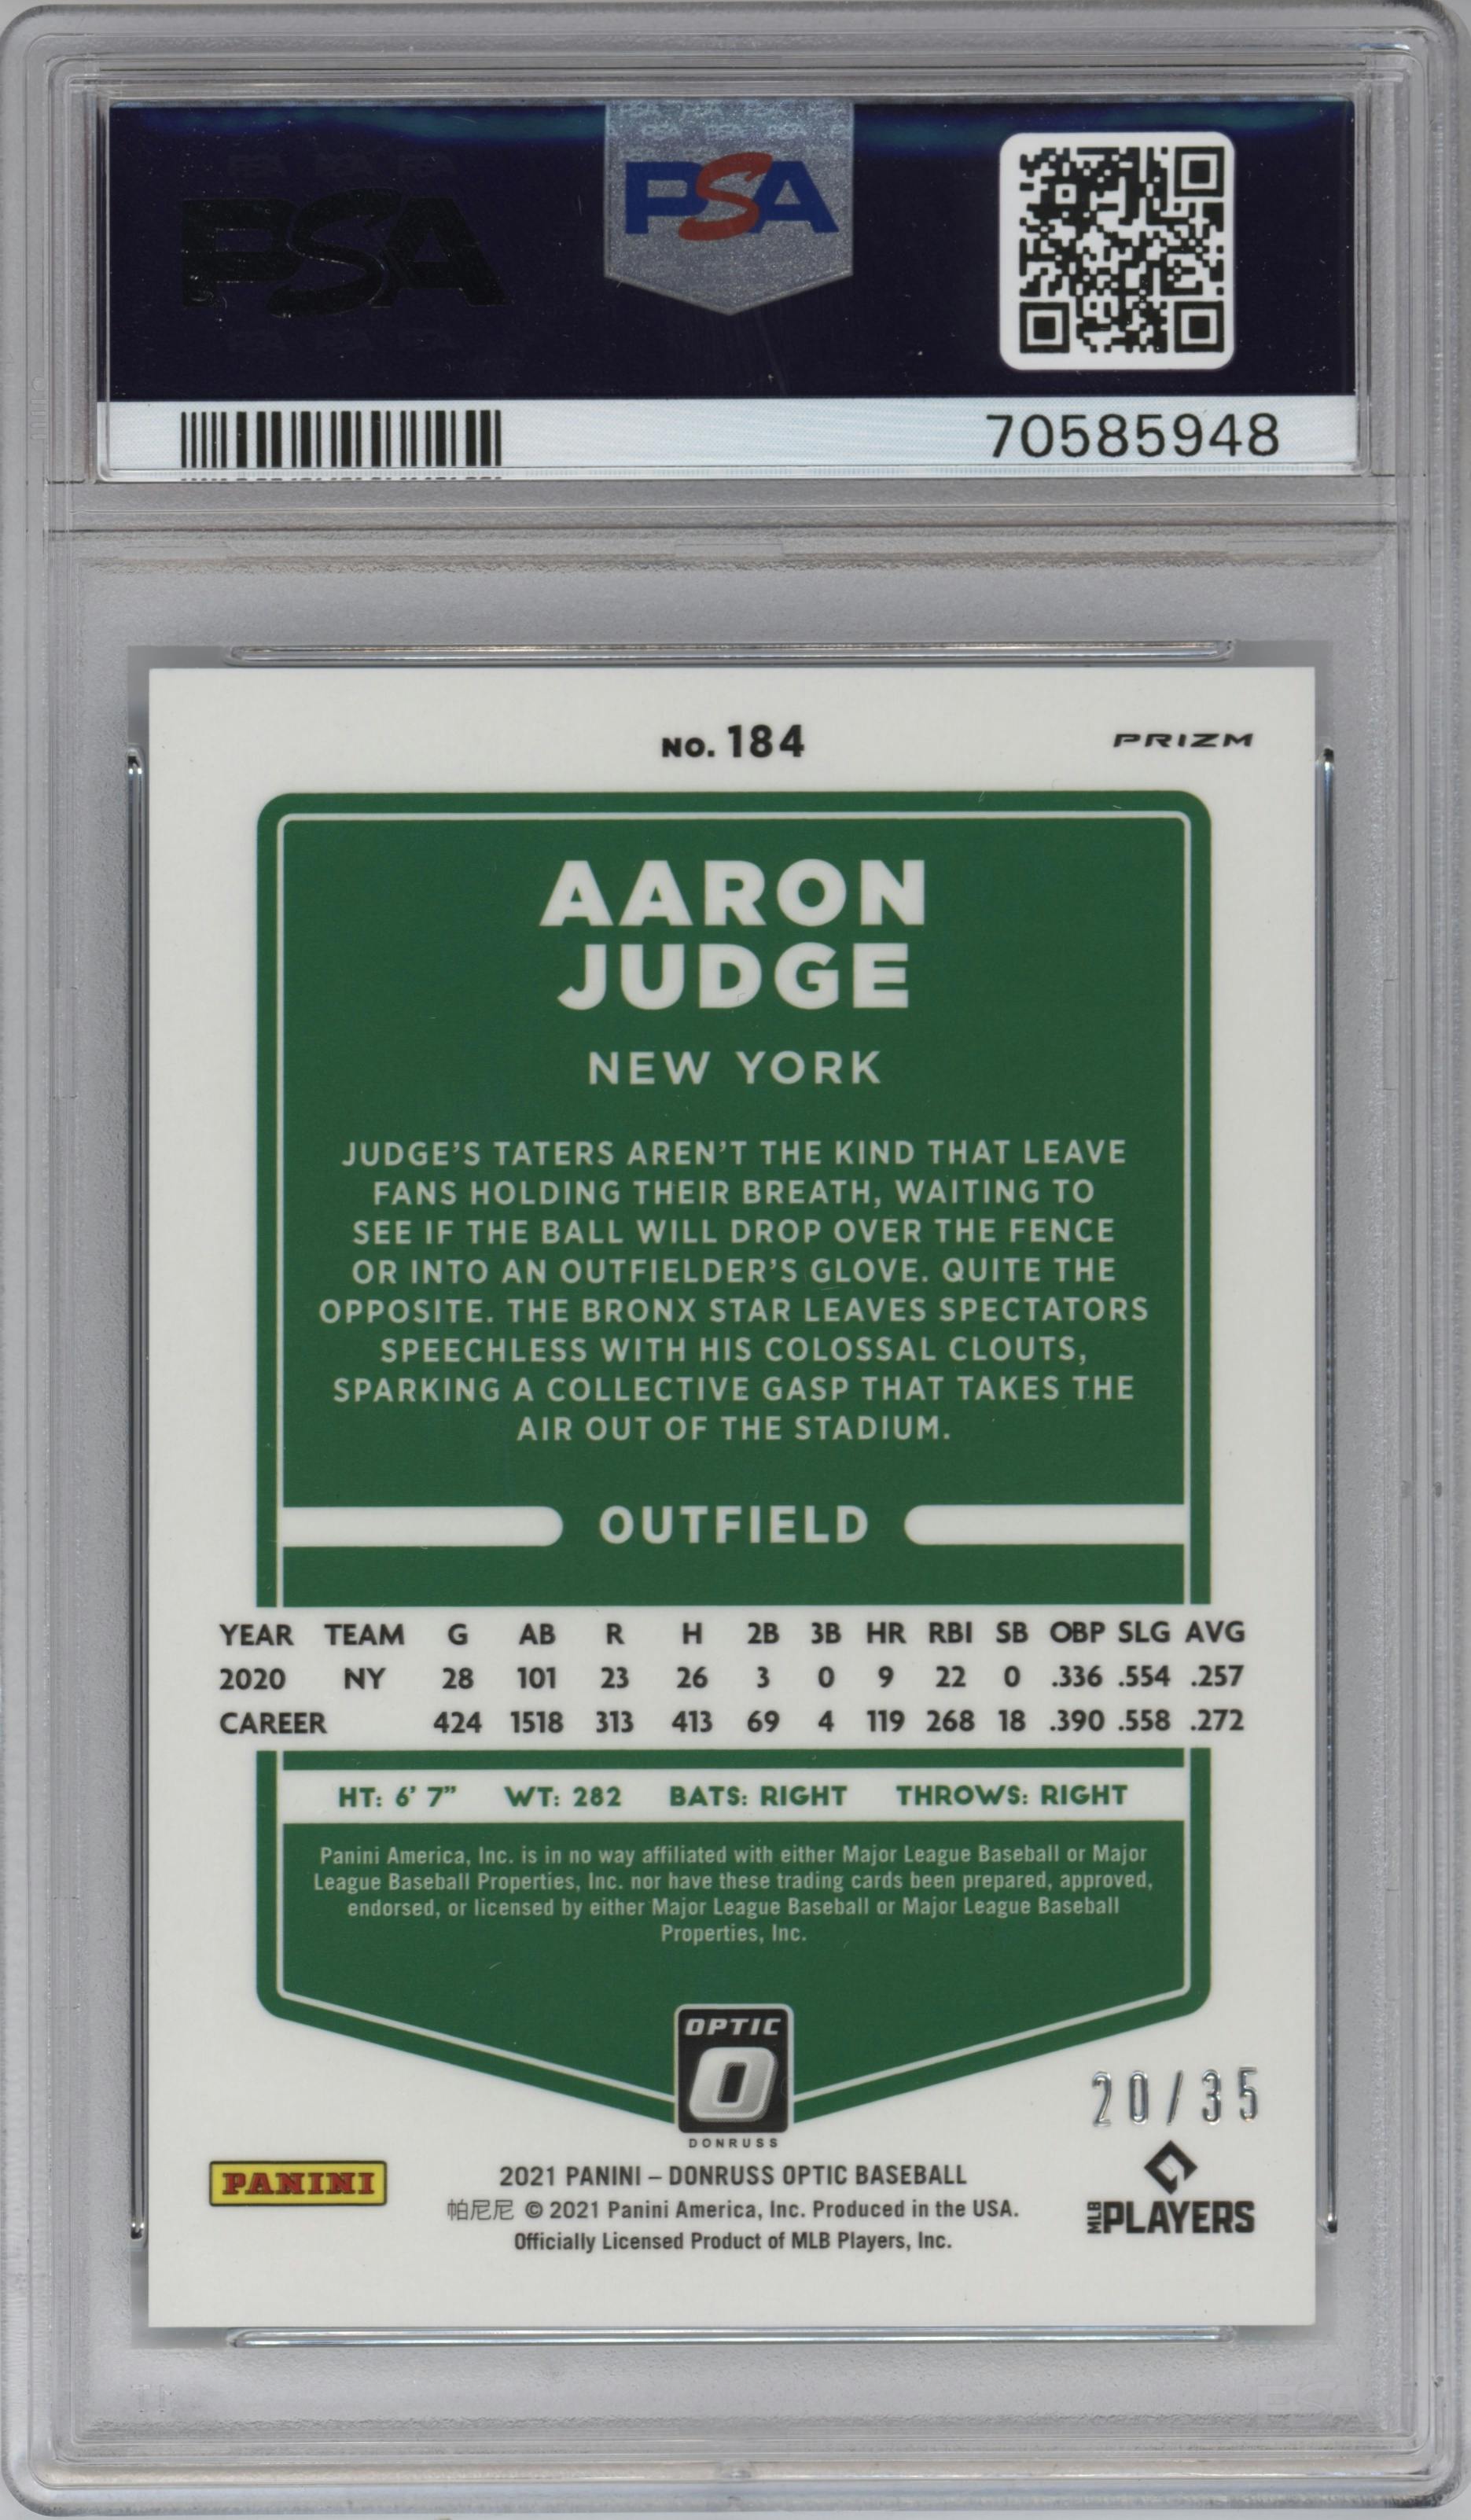 PSA
PSA
70585948
NO. 184
PRIZM
AARON
JUDGE
NEW YORK
JUDGE'S TATERS AREN'T THE KIND THAT LEAVE
FANS HOLDING THEIR BREATH, WAITING TO
SEE IF THE BALL WILL DROP OVER THE FENCE
OR INTO AN OUTFIELDER'S GLOVE. QUITE THE
OPPOSITE. THE BRONX STAR LEAVES SPECTATORS
SPEECHLESS WITH HIS COLOSSAL CLOUTS,
SPARKING A COLLECTIVE GASP THAT TAKES THE
AIR OUT OF THE STADIUM.
OUTFIELD
YEAR TEAM G AB R H 2B 3B HR RBI SB OBP SLG AVG
2020 NY 28 101 23 26 3 0 9 22 0 .336 .554 .257
CAREER 424 1518 313 413 69 4 119 268 18 .390 .558 .272
HT: 6' 7" WT: 282 BATS: RIGHT THROWS: RIGHT
Panini America, Inc. is in no way affiliated with either Major League Baseball or Major
League Baseball Properties, Inc. nor have these trading cards been prepared, approved,
endorsed, or licensed by either Major League Baseball or Major League Baseball
Properties, Inc.
OPTIC
O
DONRUSS
20/35
PANINI
2021 PANINI – DONRUSS OPTIC BASEBALL
帕尼尼 © 2021 Panini America, Inc. Produced in the USA.
Officially Licensed Product of MLB Players, Inc.
MLB PLAYERS